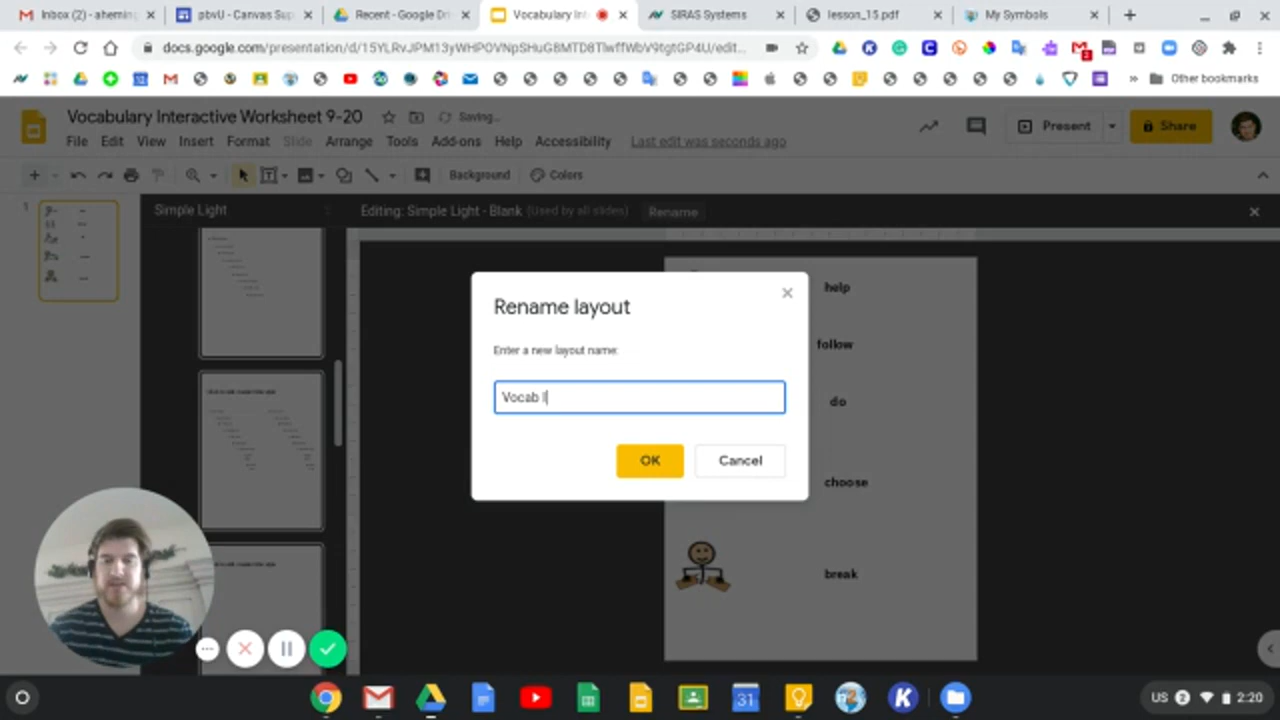 Inbox (2) - aheming
pbvU - Canvas Sup
Recent - Google Dr
Vocabulary Int
SIRAS Systems
lesson_15.pdf
My Symbols
docs.google.com/presentation/d/15YLRvJPM13yWHPOVNpSHuG8MTD8TlwffWbV9tgtGP4U/edit...
Other bookmarks
Vocabulary Interactive Worksheet 9-20
Saving...
Present
Share
File Edit View Insert Format Slide Arrange Tools Add-ons Help Accessibility Last edit was seconds ago
Background
Colors
1
Simple Light
Editing: Simple Light - Blank (Used by all slides) Rename
help
Rename layout
Enter a new layout name:
follow
Vocab I
do
OK
Cancel
choose
break
31
US 2 2:20